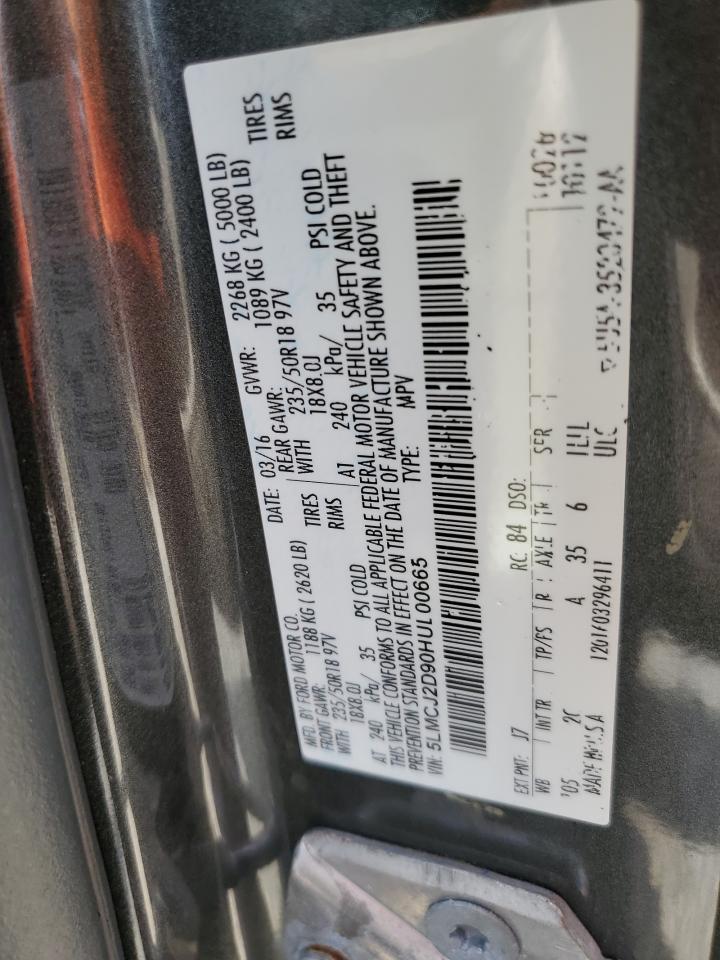 MFD. BY FORD MOTOR CO.
DATE: 03/16 GVWR: 2268 KG ( 5000 LB)
FRONT GAWR: 1188 KG ( 2620 LB) REAR GAWR: 1089 KG ( 2400 LB)
WITH 235/50R18 97V TIRES WITH 235/50R18 97V TIRES
18X8.0J RIMS 18X8.0J RIMS
AT 240 kPa/ 35 PSI COLD AT 240 kPa/ 35 PSI COLD
THIS VEHICLE CONFORMS TO ALL APPLICABLE FEDERAL MOTOR VEHICLE SAFETY AND THEFT
PREVENTION STANDARDS IN EFFECT ON THE DATE OF MANUFACTURE SHOWN ABOVE.
VIN: 5LMCJ2D90HUL00665 TYPE: MPV
EXT PNT: J7 RC: 84 DSO:
WB INT TR TP/PS R AXLE TR SPR
105 A 35 6
MADE IN U.S.A